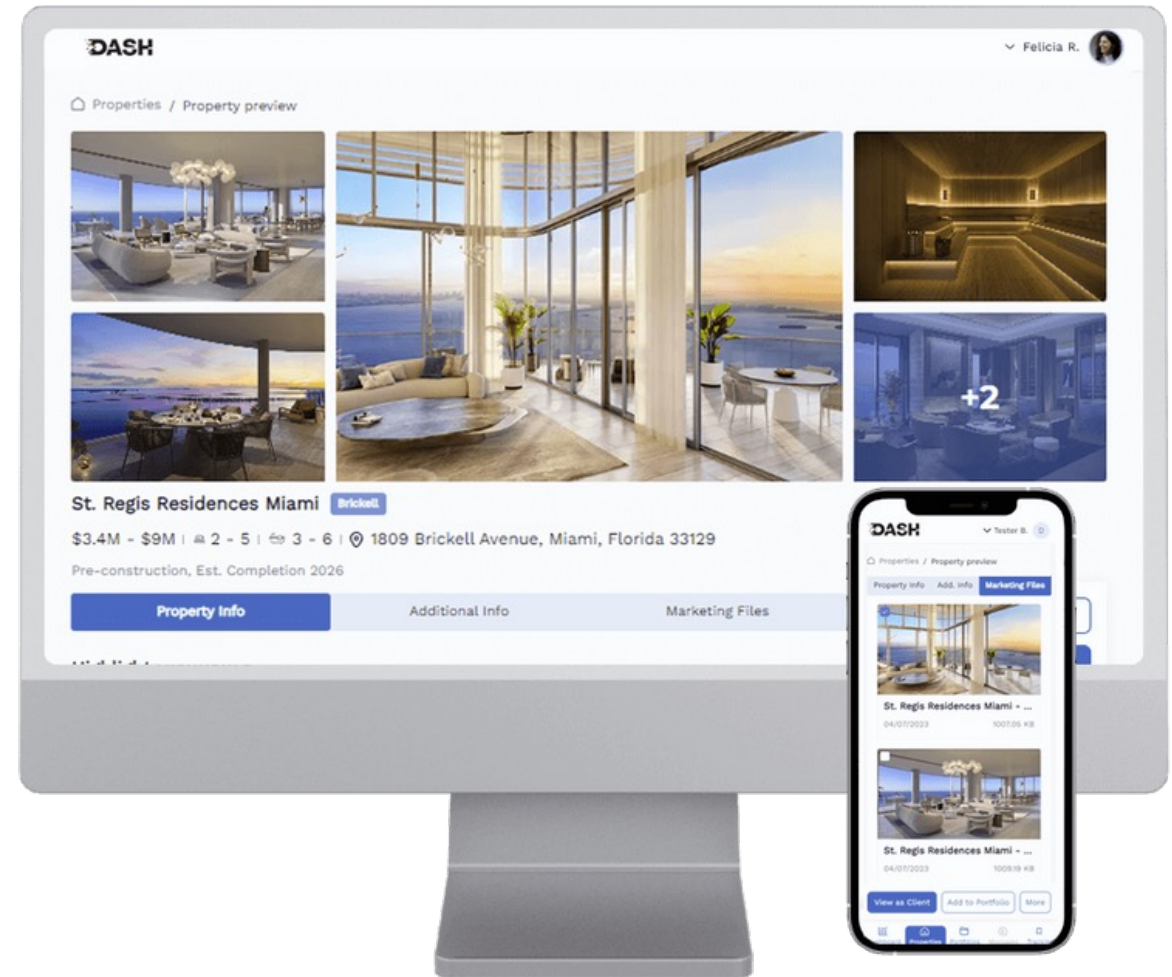 DASH
Felicia R.
Properties / Property preview
+2
St. Regis Residences Miami Brickell
$3.4M - $9M | 2 - 5 | 3 - 6 | 1809 Brickell Avenue, Miami, Florida 33129
Pre-construction, Est. Completion 2026
Property Info Additional Info Marketing Files
DASH
Tester B. D
Properties / Property preview
Property Info Add. Info Marketing Files
St. Regis Residences Miami - ...
04/07/2023 1007.05 KB
St. Regis Residences Miami - ...
04/07/2023 1009.19 KB
View as Client Add to Portfolio More
Properties Portfolios